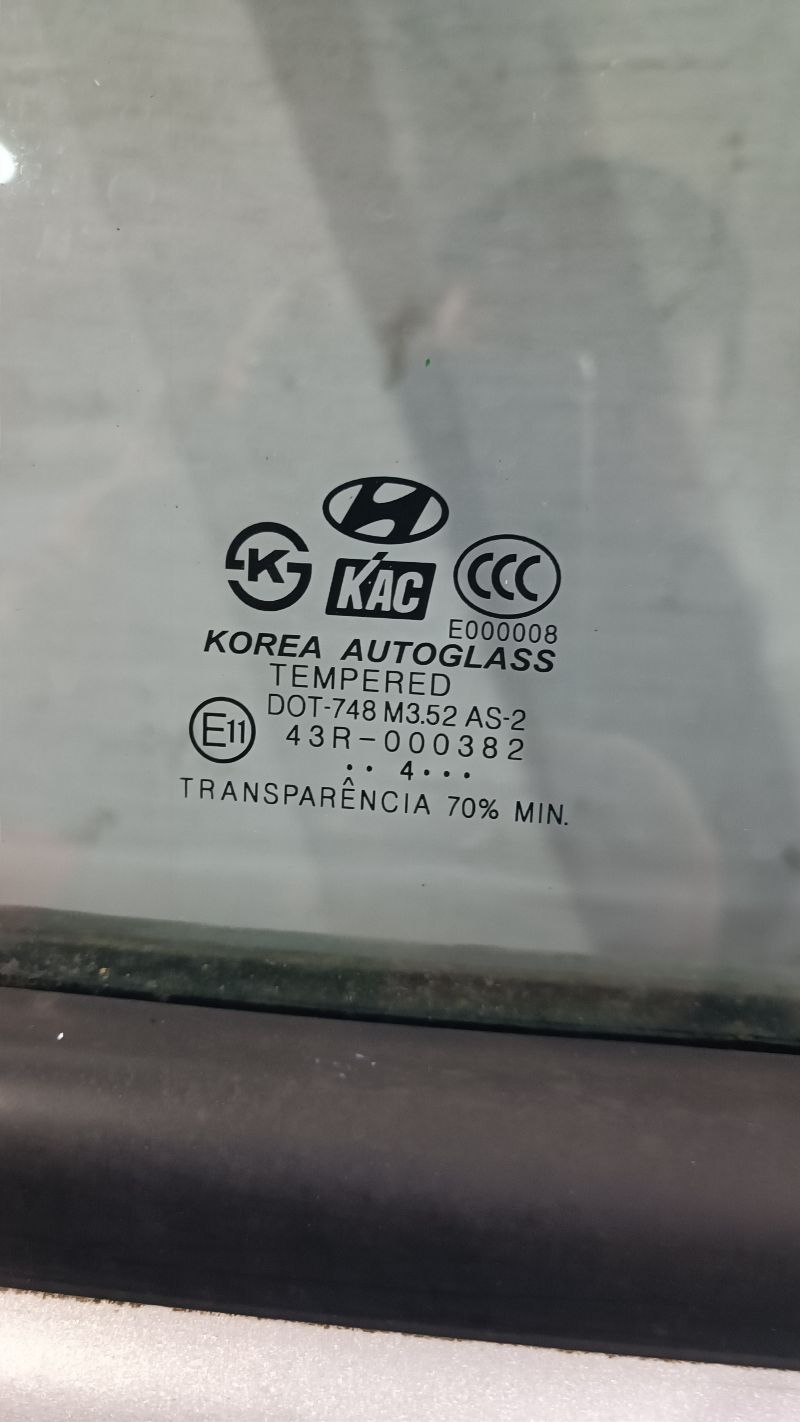 K
KAC
CCC
E000008
KOREA AUTOGLASS
TEMPERED
DOT-748 M3.52 AS-2
E11
43R-000382
•• 4•••
TRANSPARÊNCIA 70% MIN.